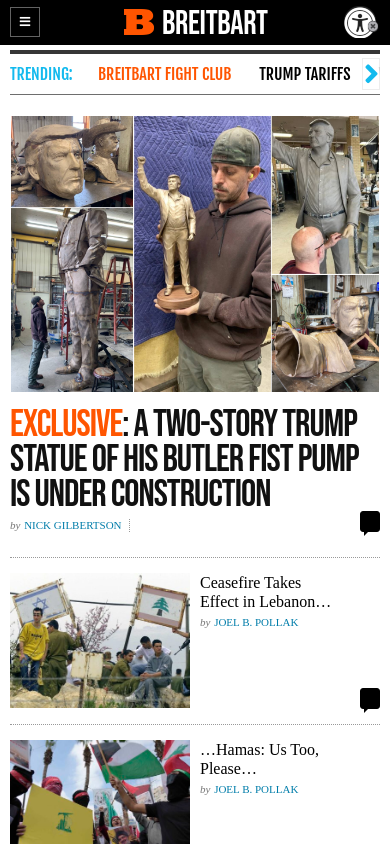 BREITBART
TRENDING: BREITBART FIGHT CLUB TRUMP TARIFFS
EXCLUSIVE: A TWO-STORY TRUMP
STATUE OF HIS BUTLER FIST PUMP
IS UNDER CONSTRUCTION
by NICK GILBERTSON
Ceasefire Takes
Effect in Lebanon…
by JOEL B. POLLAK
…Hamas: Us Too,
Please…
by JOEL B. POLLAK